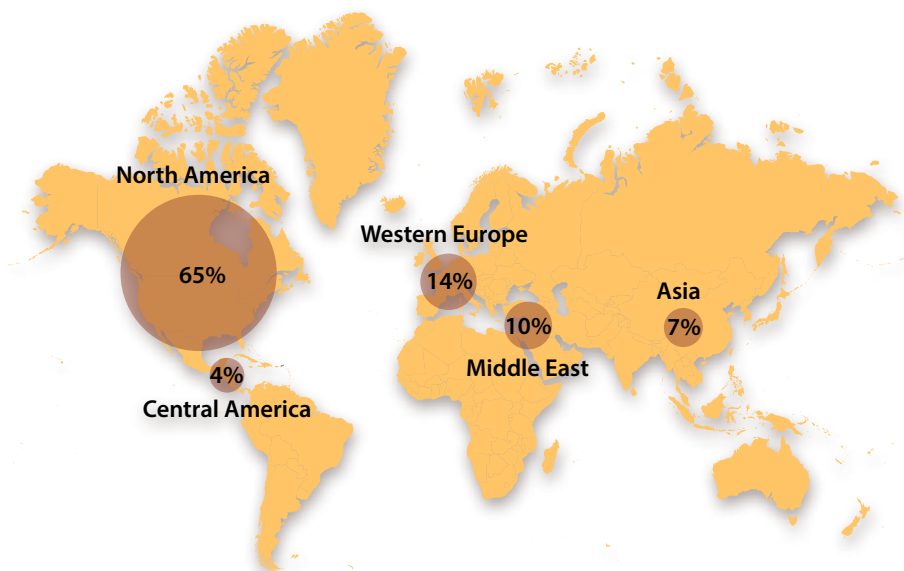 North America
65%
4%
Central America
Western Europe
14%
10%
Middle East
Asia
7%